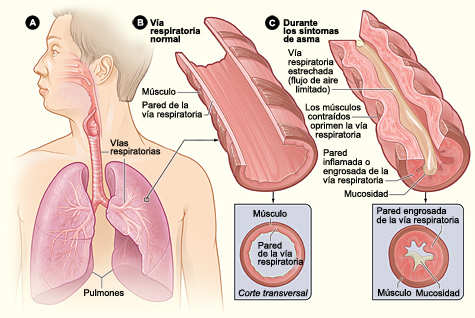 A
Vías
respiratorias
Pulmones
B
Vía
respiratoria
normal
Músculo
Pared de la
vía respiratoria
Músculo
Pared
de la vía
respiratoria
Corte transversal
C
Durante
los síntomas
de asma
Vía
respiratoria
estrechada
(flujo de aire
limitado)
Los músculos
contraídos
oprimen la vía
respiratoria
Pared
inflamada o
engrosada de la
vía respiratoria
Mucosidad
Pared engrosada
de la vía respiratoria
Músculo
Mucosidad